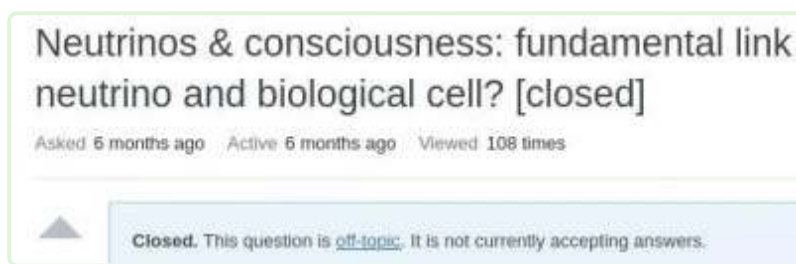 Neutrinos & consciousness: fundamental link
neutrino and biological cell? [closed]
Asked 6 months ago Active 6 months ago Viewed 108 times
Closed. This question is off-topic. It is not currently accepting answers.